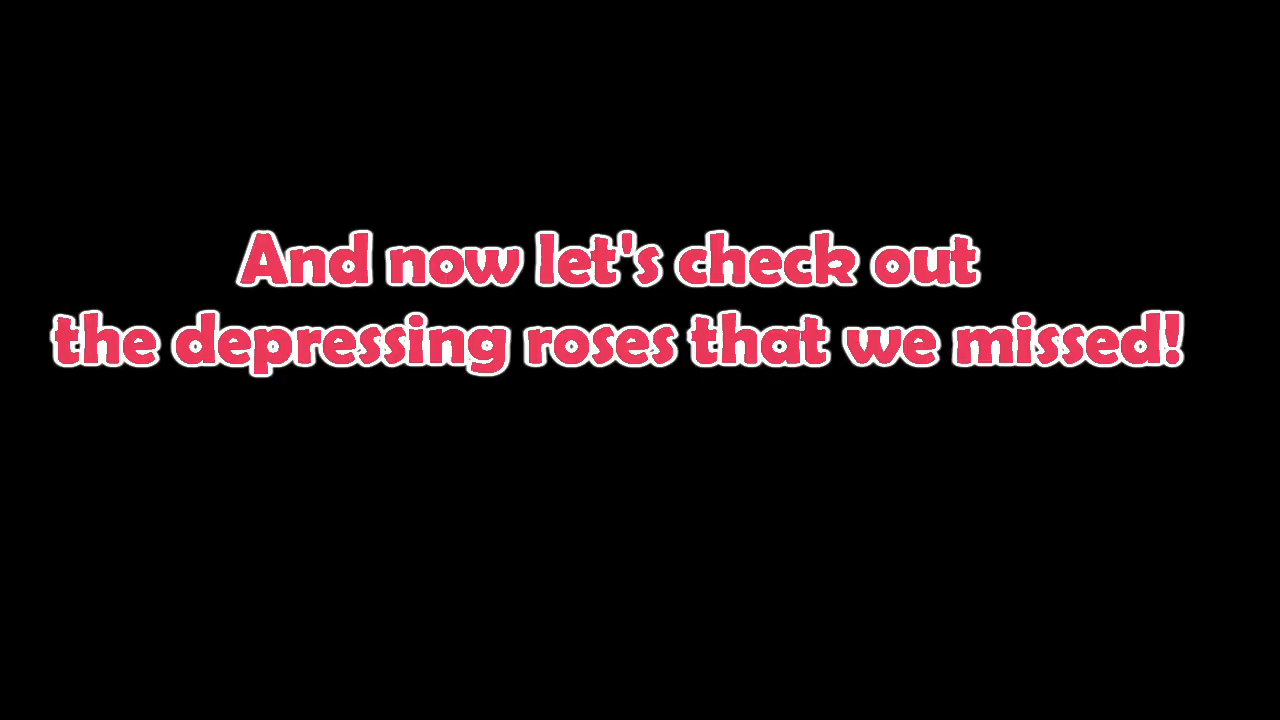 And now let's check out
the depressing roses that we missed!